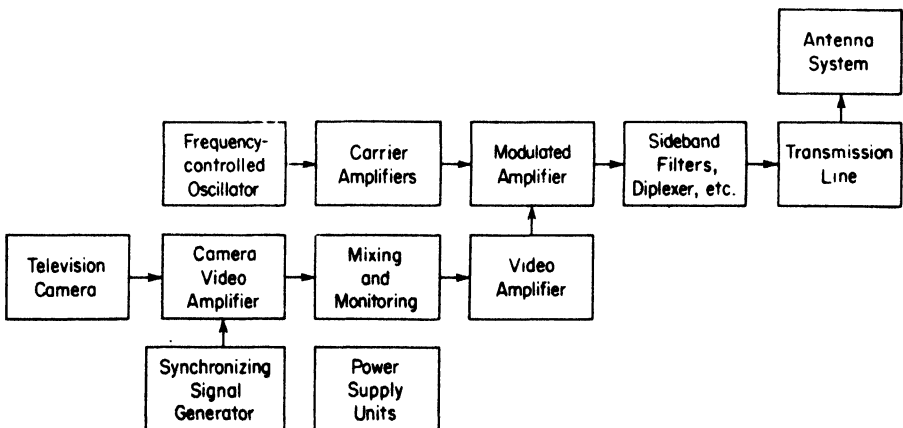 Antenna
System
Frequency-
controlled
Oscillator
Carrier
Amplifiers
Modulated
Amplifier
Sideband
Filters,
Diplexer, etc.
Transmission
Line
Television
Camera
Camera
Video
Amplifier
Mixing
and
Monitoring
Video
Amplifier
Synchronizing
Signal
Generator
Power
Supply
Units